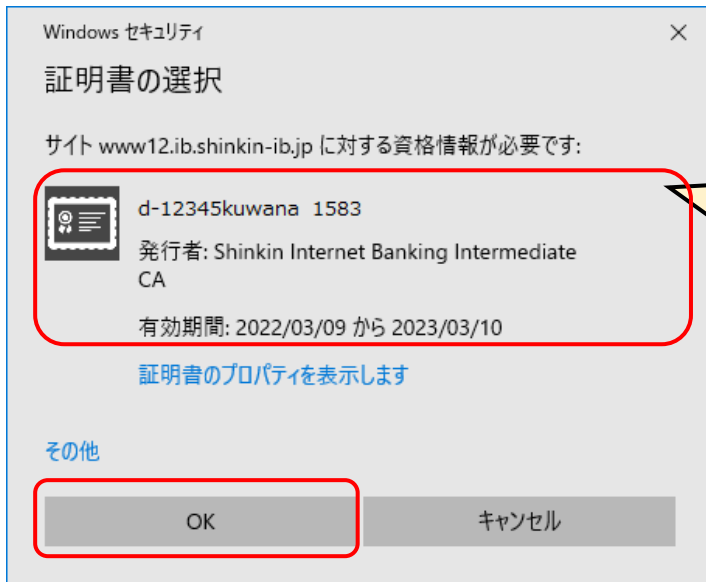 Windows セキュリティ
証明書の選択
サイト www12.ib.shinkin-ib.jp に対する資格情報が必要です:
d-12345kuwana 1583
発行者: Shinkin Internet Banking Intermediate
CA
有効期間: 2022/03/09 から 2023/03/10
証明書のプロパティを表示します
その他
OK
キャンセル